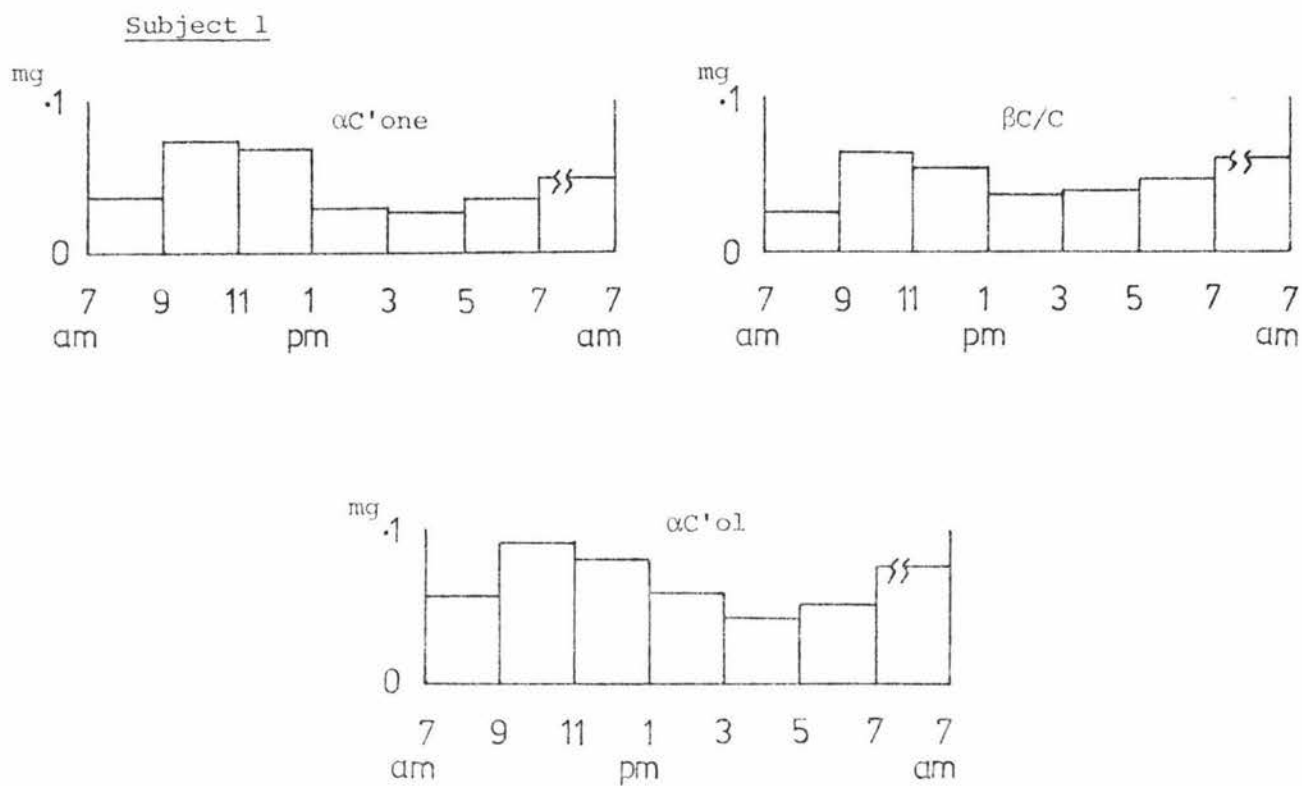 Subject 1
mg
.1
αC'one
0
7 9 11 1 3 5 7 7
am pm am
mg
.1
βC/C
0
7 9 11 1 3 5 7 7
am pm am
mg
.1
αC'ol
0
7 9 11 1 3 5 7 7
am pm am